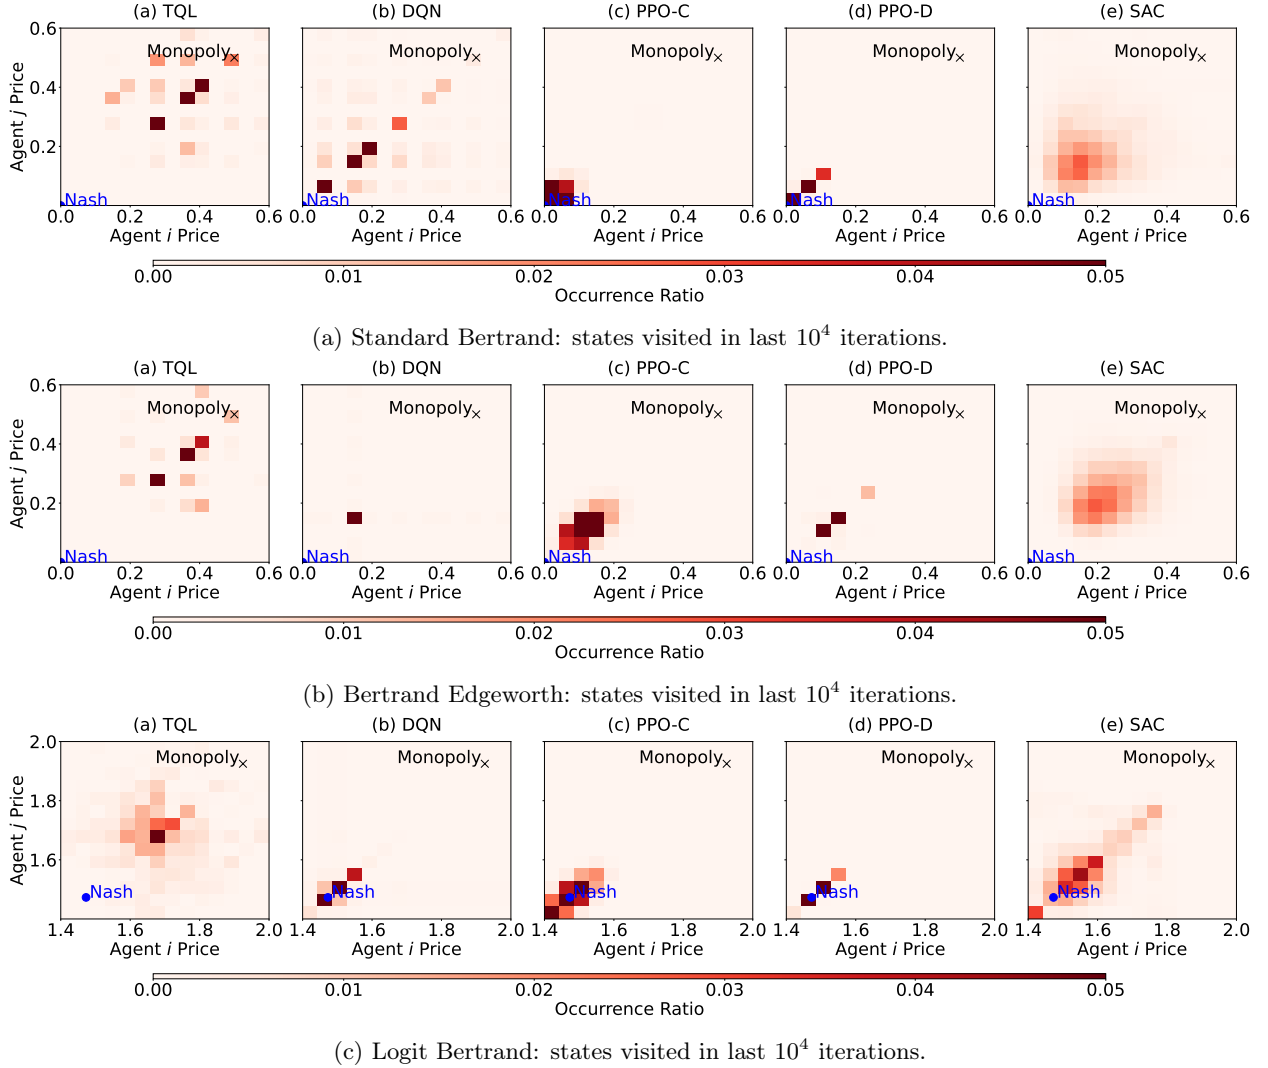 (a) TQL (b) DQN (c) PPO-C (d) PPO-D (e) SAC
0.6
Monopoly Monopoly Monopoly Monopoly Monopoly
0.4
0.2
Agent j Price
Nash Nash Nash Nash Nash
0.0 0.2 0.4 0.6 0.0 0.2 0.4 0.6 0.0 0.2 0.4 0.6 0.0 0.2 0.4 0.6 0.0 0.2 0.4 0.6
Agent i Price Agent i Price Agent i Price Agent i Price Agent i Price
0.00 0.01 0.02 0.03 0.04 0.05
Occurrence Ratio
(a) Standard Bertrand: states visited in last 10⁴ iterations.
(a) TQL (b) DQN (c) PPO-C (d) PPO-D (e) SAC
0.6
Monopoly Monopoly Monopoly Monopoly Monopoly
0.4
0.2
Agent j Price
Nash Nash Nash Nash Nash
0.0 0.2 0.4 0.6 0.0 0.2 0.4 0.6 0.0 0.2 0.4 0.6 0.0 0.2 0.4 0.6 0.0 0.2 0.4 0.6
Agent i Price Agent i Price Agent i Price Agent i Price Agent i Price
0.00 0.01 0.02 0.03 0.04 0.05
Occurrence Ratio
(b) Bertrand Edgeworth: states visited in last 10⁴ iterations.
(a) TQL (b) DQN (c) PPO-C (d) PPO-D (e) SAC
2.0
Monopoly Monopoly Monopoly Monopoly Monopoly
1.8
1.6
Agent j Price
Nash Nash Nash Nash Nash
1.4 1.6 1.8 2.0 1.4 1.6 1.8 2.0 1.4 1.6 1.8 2.0 1.4 1.6 1.8 2.0 1.4 1.6 1.8 2.0
Agent i Price Agent i Price Agent i Price Agent i Price Agent i Price
0.00 0.01 0.02 0.03 0.04 0.05
Occurrence Ratio
(c) Logit Bertrand: states visited in last 10⁴ iterations.